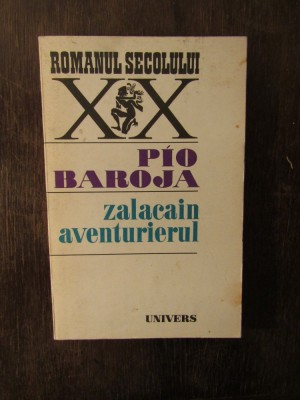 ROMANUL SECOLULUI
XX
PÍO
BAROJA
zalacain
aventurierul
UNIVERS